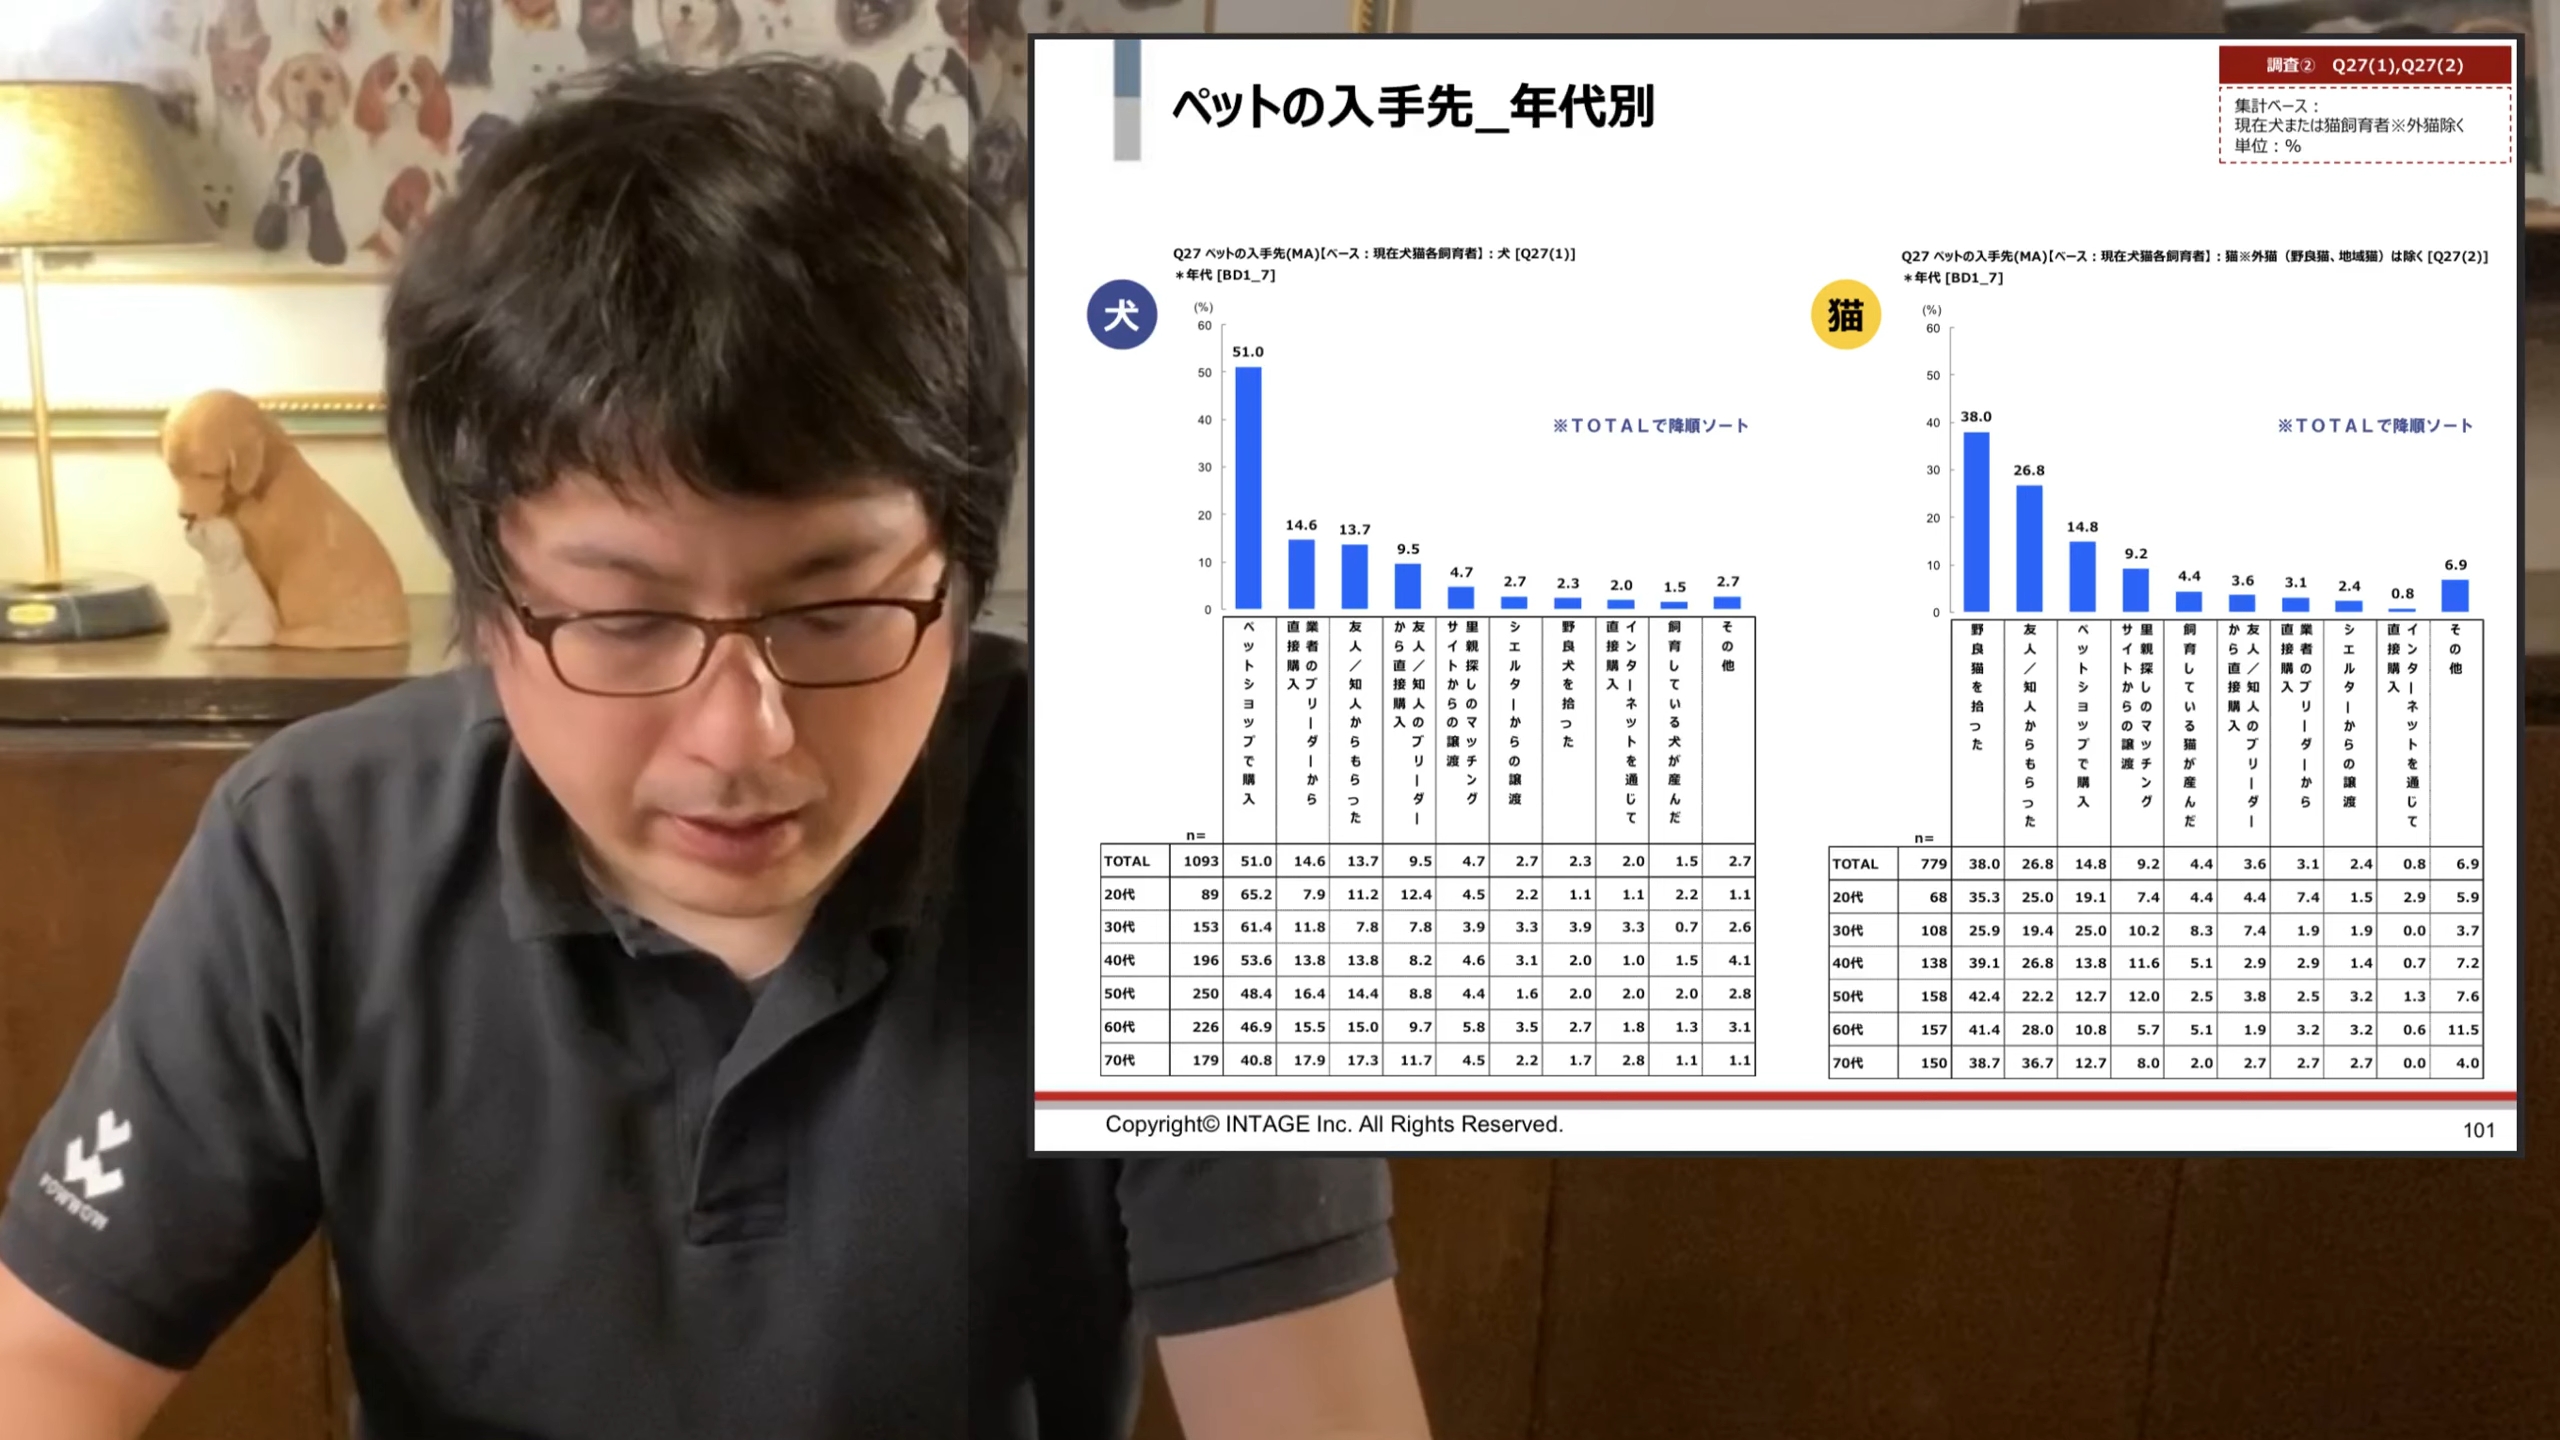 ペットの入手先_年代別
調査② Q27(1),Q27(2)
集計ベース：
現在犬または猫飼育者※外猫除く
単位：%
Q27 ペットの入手先(MA)【ベース：現在犬猫各飼育者】：犬 [Q27(1)]
＊年代 [BD1_7]
犬
(%)
60
50
40
30
20
10
0
51.0 14.6 13.7 9.5 4.7 2.7 2.3 2.0 1.5 2.7
※TOTALで降順ソート
ペットショップで購入
業者のブリーダーから直接購入
友人／知人からもらった
友人／知人のブリーダーから直接購入
里親探しのマッチングサイトからの譲渡
シェルターからの譲渡
野良犬を拾った
インターネットを通じて直接購入
飼育している犬が産んだ
その他
n=
TOTAL 1093 51.0 14.6 13.7 9.5 4.7 2.7 2.3 2.0 1.5 2.7
20代 89 65.2 7.9 11.2 12.4 4.5 2.2 1.1 1.1 2.2 1.1
30代 153 61.4 11.8 7.8 7.8 3.9 3.3 3.9 3.3 0.7 2.6
40代 196 53.6 13.8 13.8 8.2 4.6 3.1 2.0 1.0 1.5 4.1
50代 250 48.4 16.4 14.4 8.8 4.4 1.6 2.0 2.0 2.0 2.8
60代 226 46.9 15.5 15.0 9.7 5.8 3.5 2.7 1.8 1.3 3.1
70代 179 40.8 17.9 17.3 11.7 4.5 2.2 1.7 2.8 1.1 1.1
Q27 ペットの入手先(MA)【ベース：現在犬猫各飼育者】：猫※外猫（野良猫、地域猫）は除く [Q27(2)]
＊年代 [BD1_7]
猫
(%)
60
50
40
30
20
10
0
38.0 26.8 14.8 9.2 4.4 3.6 3.1 2.4 0.8 6.9
※TOTALで降順ソート
野良猫を拾った
友人／知人からもらった
ペットショップで購入
里親探しのマッチングサイトからの譲渡
飼育している猫が産んだ
友人／知人のブリーダーから直接購入
業者のブリーダーから直接購入
シェルターからの譲渡
インターネットを通じて直接購入
その他
n=
TOTAL 779 38.0 26.8 14.8 9.2 4.4 3.6 3.1 2.4 0.8 6.9
20代 68 35.3 25.0 19.1 7.4 4.4 4.4 7.4 1.5 2.9 5.9
30代 108 25.9 19.4 25.0 10.2 8.3 7.4 1.9 1.9 0.0 3.7
40代 138 39.1 26.8 13.8 11.6 5.1 2.9 2.9 1.4 0.7 7.2
50代 158 42.4 22.2 12.7 12.0 2.5 3.8 2.5 3.2 1.3 7.6
60代 157 41.4 28.0 10.8 5.7 5.1 1.9 3.2 3.2 0.6 11.5
70代 150 38.7 36.7 12.7 8.0 2.0 2.7 2.7 2.7 0.0 4.0
Copyright© INTAGE Inc. All Rights Reserved.
101
POWWOW